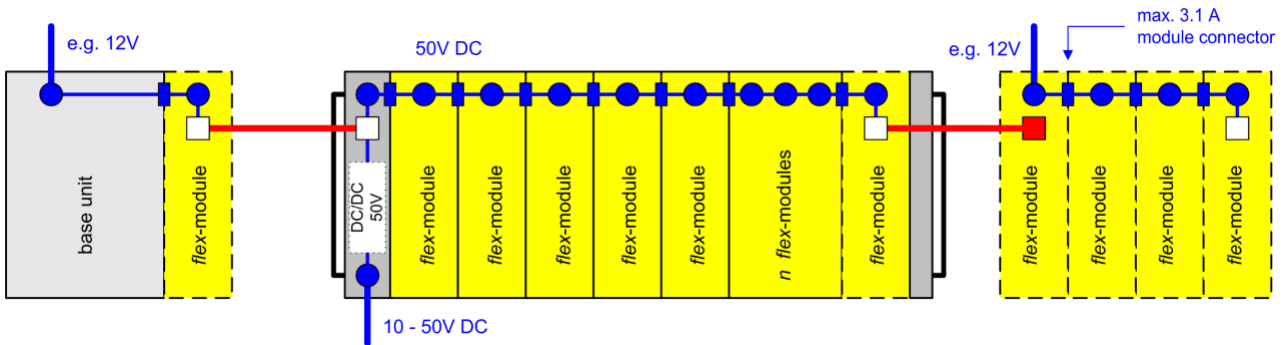 e.g. 12V
50V DC
e.g. 12V
max. 3.1 A
module connector
base unit
flex-module
DC/DC
50V
flex-module
flex-module
flex-module
flex-module
flex-module
n flex-modules
flex-module
flex-module
flex-module
flex-module
flex-module
10 - 50V DC